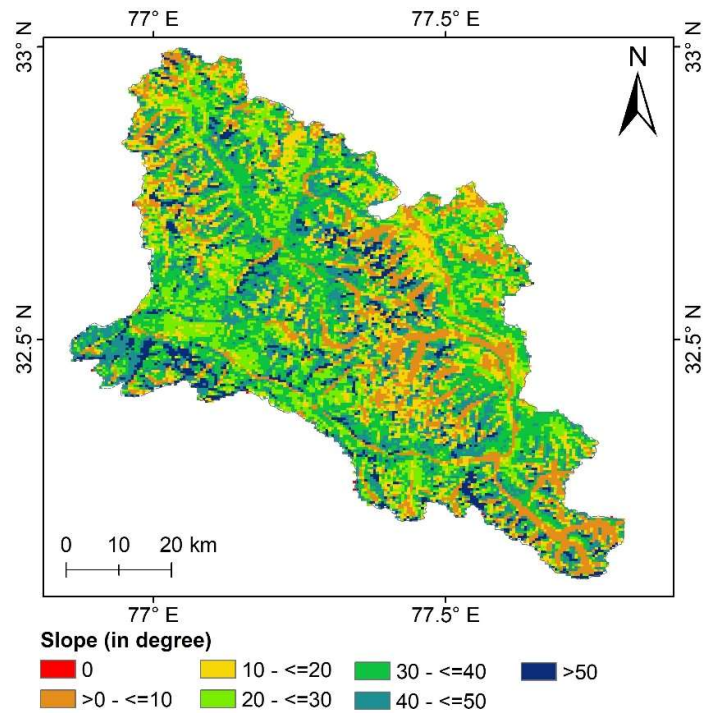 77° E 77.5° E
33° N 33° N
N
32.5° N 32.5° N
0 10 20 km
77° E 77.5° E
Slope (in degree)
0 10 - <=20 30 - <=40 >50
>0 - <=10 20 - <=30 40 - <=50